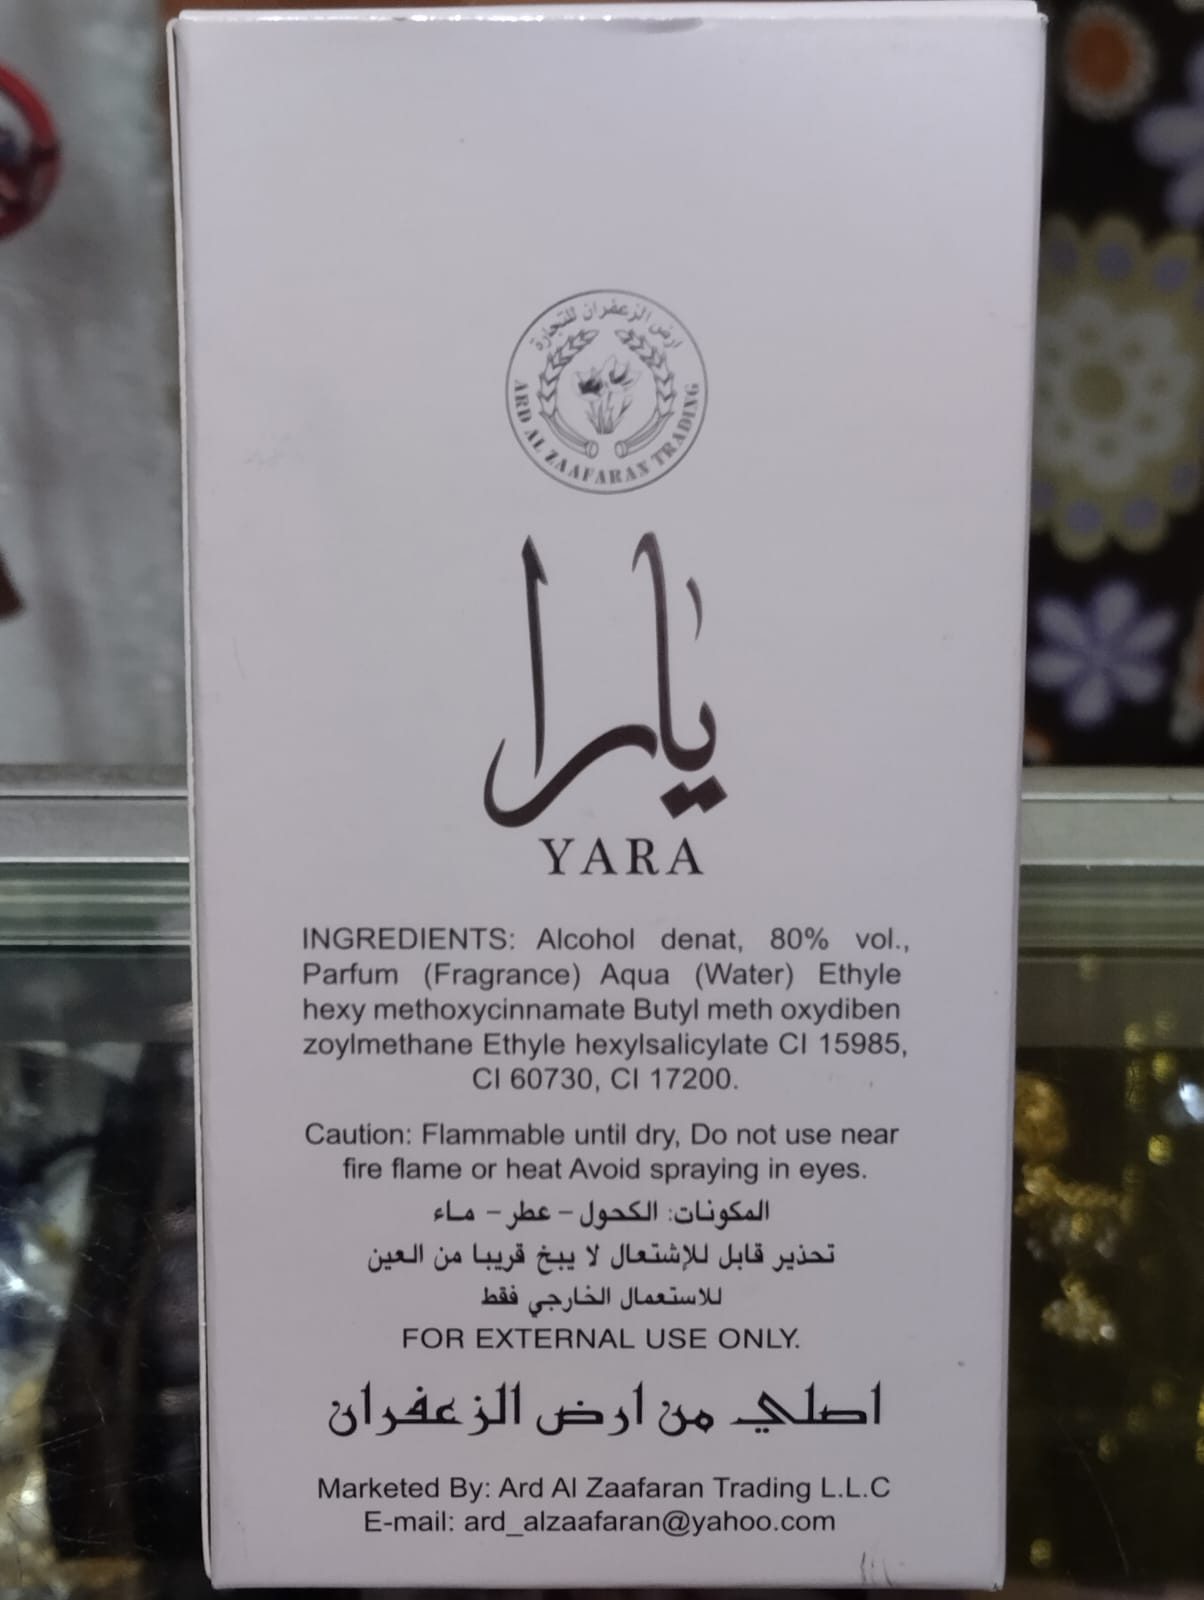 ارض الزعفران للتجارة
ARD AL ZAAFARAN TRADING
يارا
YARA
INGREDIENTS: Alcohol denat, 80% vol.,
Parfum (Fragrance) Aqua (Water) Ethyle
hexy methoxycinnamate Butyl meth oxydiben
zoylmethane Ethyle hexylsalicylate CI 15985,
CI 60730, CI 17200.
Caution: Flammable until dry, Do not use near
fire flame or heat Avoid spraying in eyes.
المكونات: الكحول - عطر - ماء
تحذير قابل للإشتعال لا يبخ قريبا من العين
للاستعمال الخارجي فقط
FOR EXTERNAL USE ONLY.
اصلي من ارض الزعفران
Marketed By: Ard Al Zaafaran Trading L.L.C
E-mail: ard_alzaafaran@yahoo.com